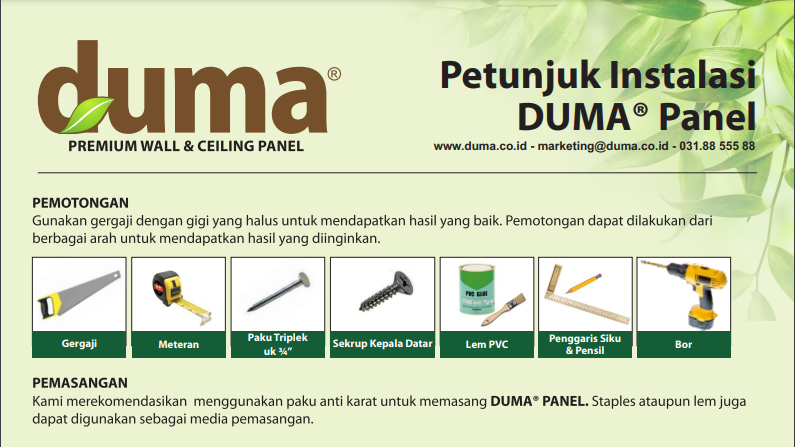 duma®
PREMIUM WALL & CEILING PANEL
Petunjuk Instalasi
DUMA® Panel
www.duma.co.id - marketing@duma.co.id - 031.88 555 88
PEMOTONGAN
Gunakan gergaji dengan gigi yang halus untuk mendapatkan hasil yang baik. Pemotongan dapat dilakukan dari
berbagai arah untuk mendapatkan hasil yang diinginkan.
PVC GLUE
Gergaji
Meteran
Paku Triplek
uk ¾"
Sekrup Kepala Datar
Lem PVC
Penggaris Siku
& Pensil
Bor
PEMASANGAN
Kami merekomendasikan menggunakan paku anti karat untuk memasang DUMA® PANEL. Staples ataupun lem juga
dapat digunakan sebagai media pemasangan.